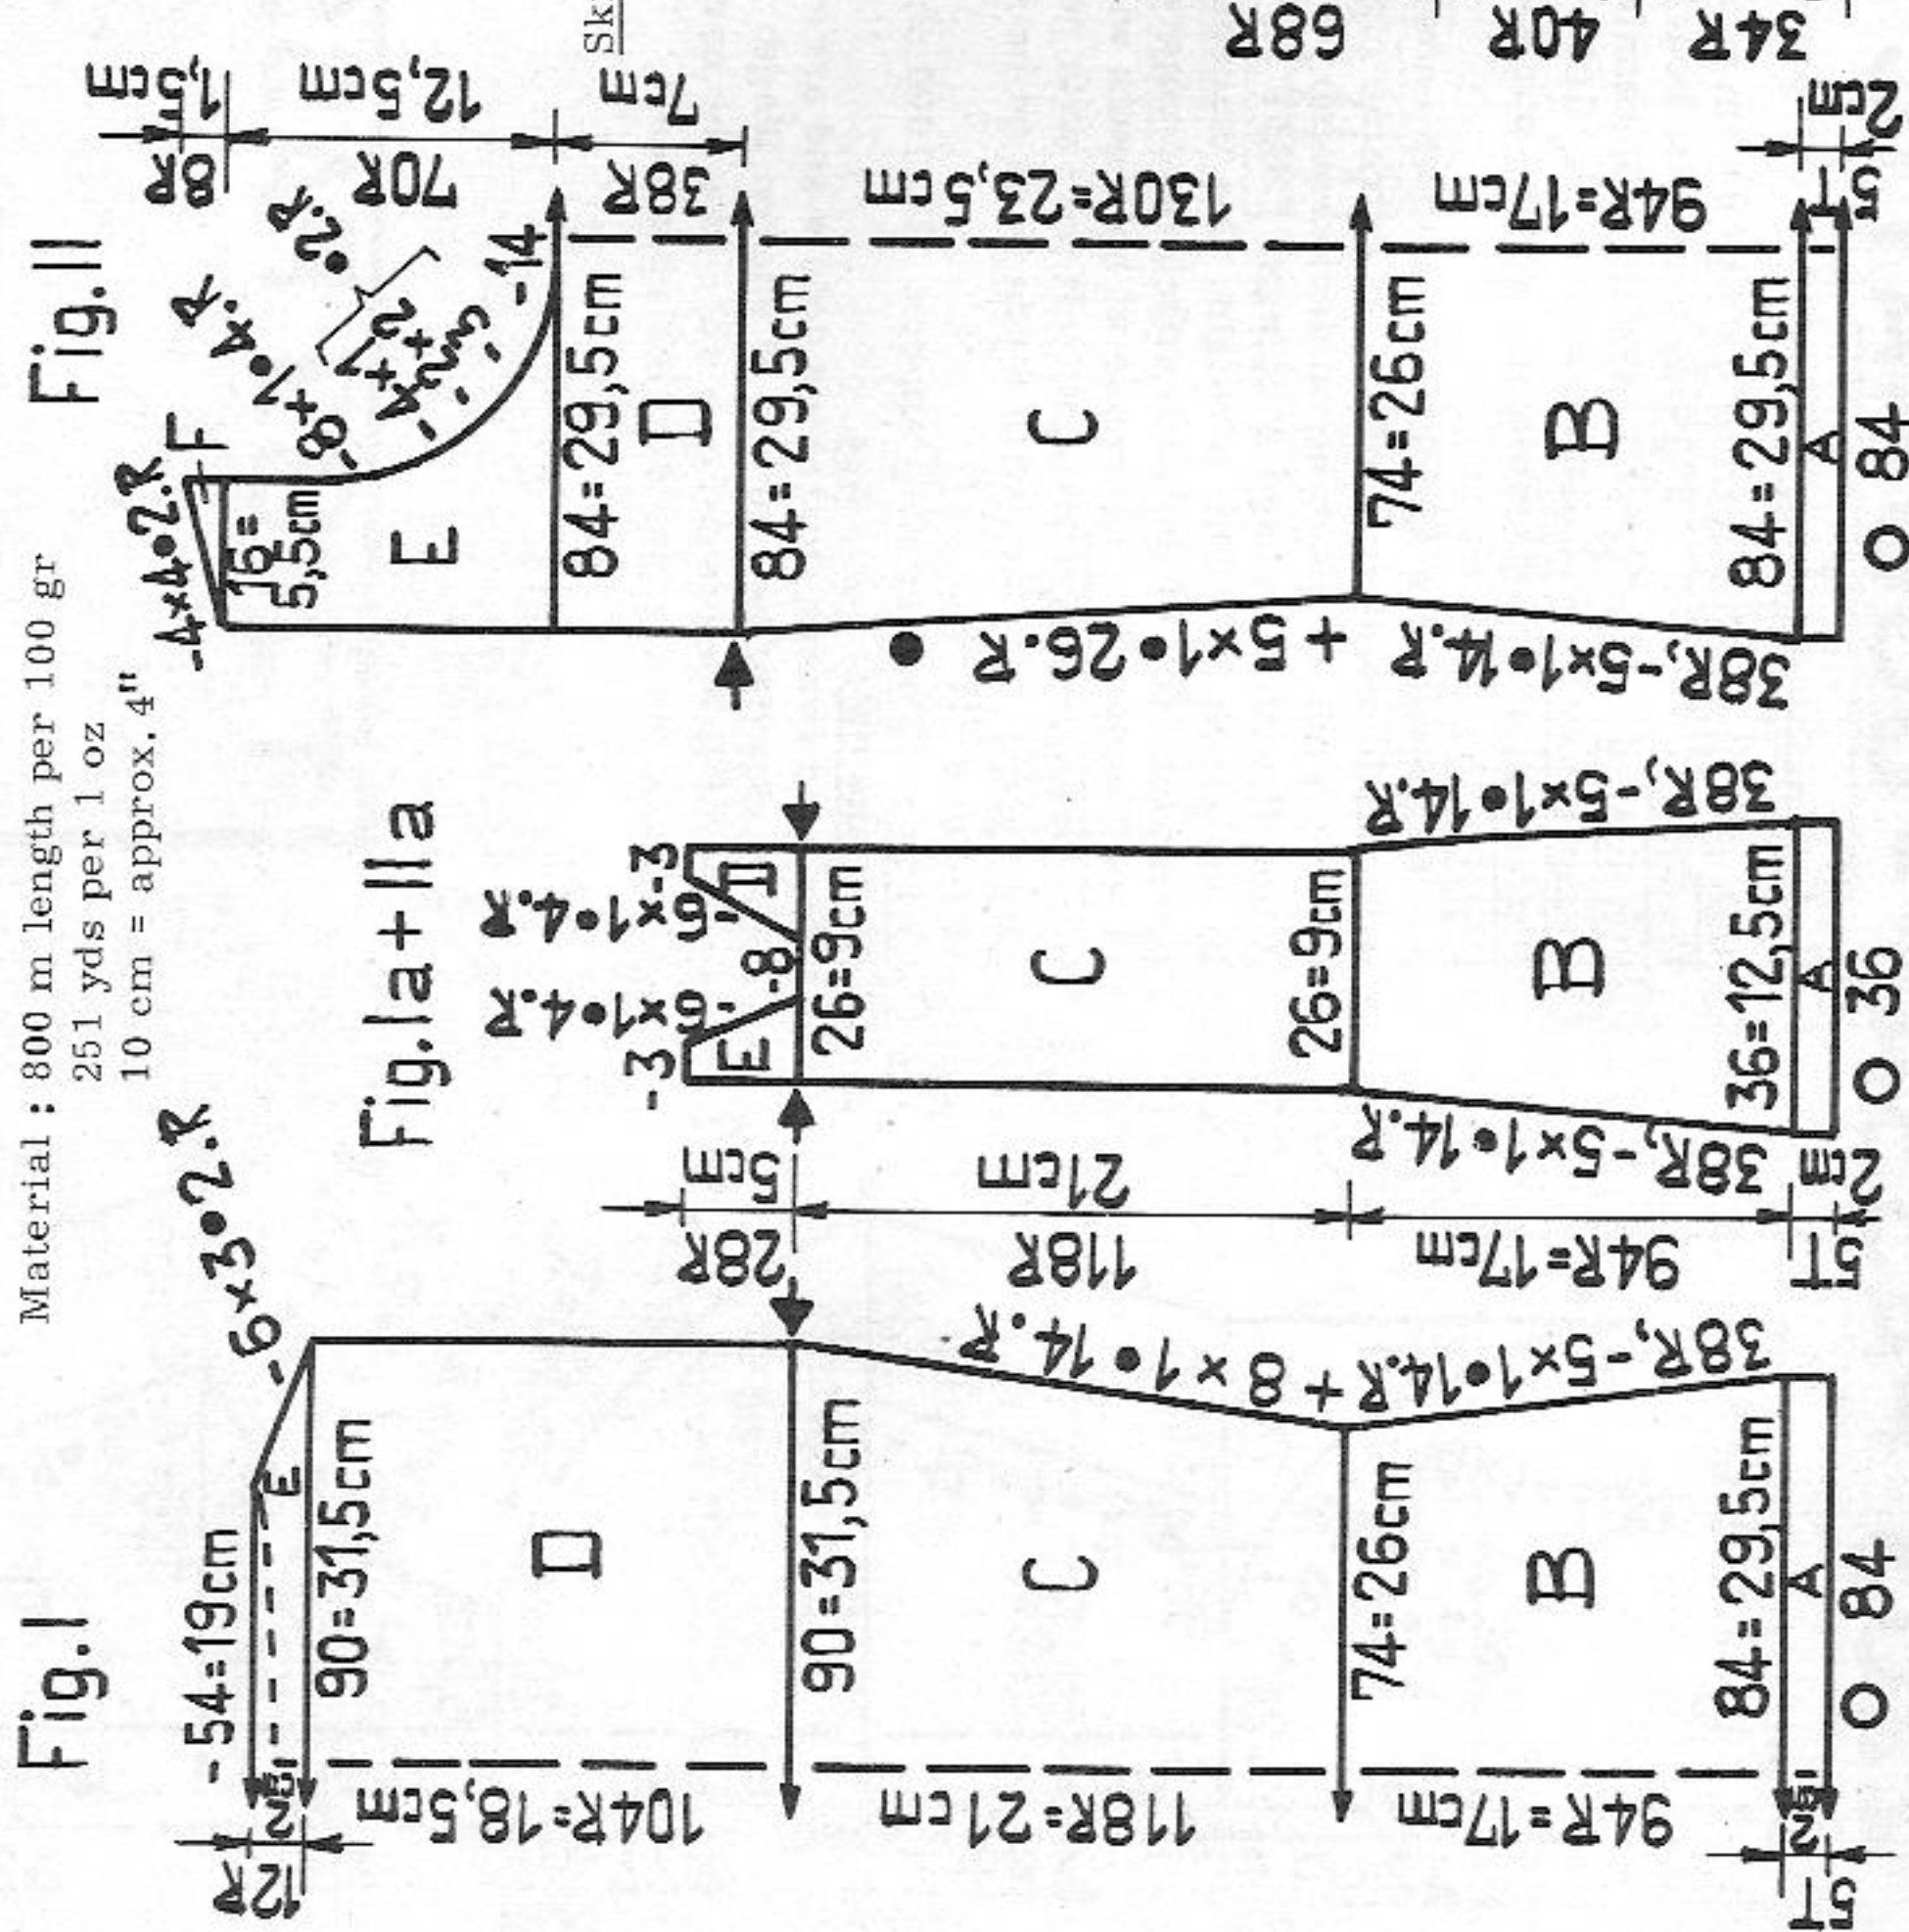 Material : 800 m length per 100 gr
251 yds per 1 oz
10 cm = approx. 4"
Fig.I
-54=19cm
-6×3•2.R
E
12R
2cm
90=31,5cm
D
104R=18,5cm
90=31,5cm
C
118R=21cm
+8×1•14.R
74=26cm
B
94R=17cm
38R,-5×1•14.R
84=29,5cm
A
5T
2cm
O 84
Fig.Ia+IIa
-6×1•4.R
-6×1•4.R
-3
-3
E
-8
D
28R
5cm
26=9cm
C
118R
21cm
26=9cm
B
94R=17cm
38R,-5×1•14.R
38R,-5×1•14.R
36=12,5cm
A
5T
2cm
O 36
Fig.II
-4×4•2.R
F
8R
1,5cm
16=
5,5cm
E
-8×1•4.R
-4×1
•2.R
-14
70R
12,5cm
84=29,5cm
D
38R
7cm
84=29,5cm
C
130R=23,5cm
+5×1•26.R •
74=26cm
B
94R=17cm
38R,-5×1•14.R
84=29,5cm
A
5T
2cm
O 84
Sk
68R
40R
34R